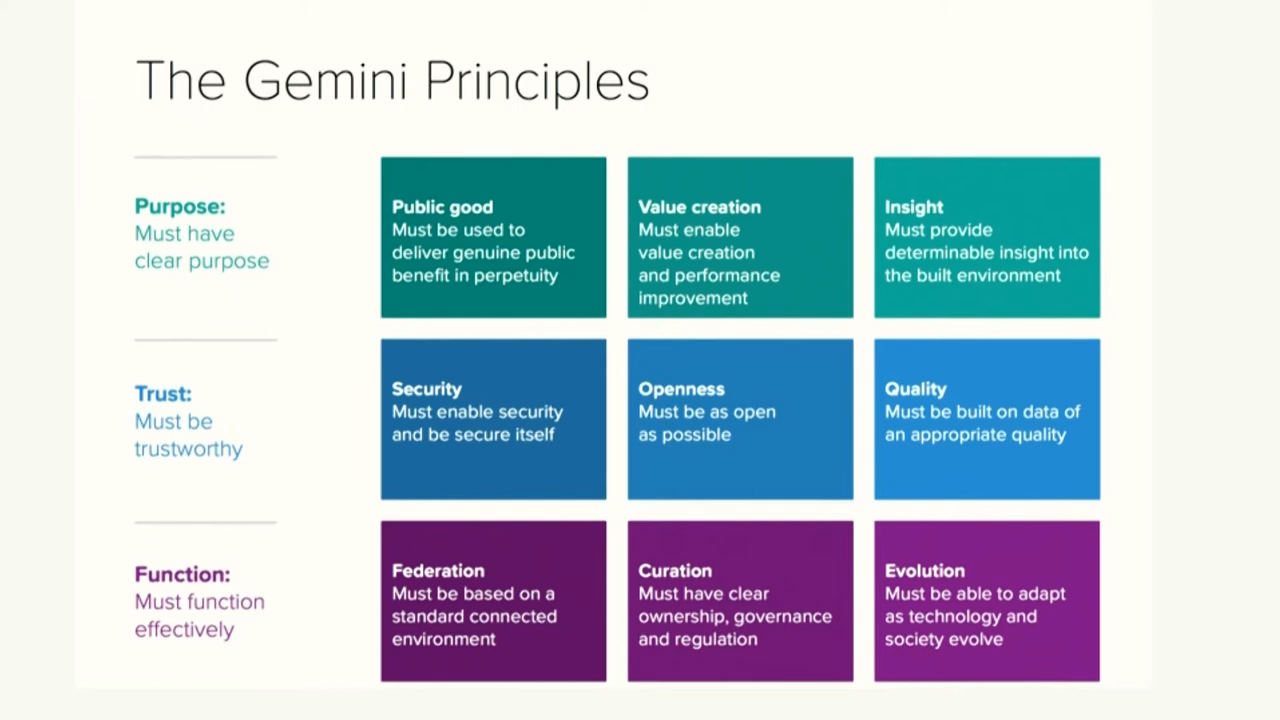 The Gemini Principles
Purpose:
Must have
clear purpose
Public good
Must be used to
deliver genuine public
benefit in perpetuity
Value creation
Must enable
value creation
and performance
improvement
Insight
Must provide
determinable insight into
the built environment
Trust:
Must be
trustworthy
Security
Must enable security
and be secure itself
Openness
Must be as open
as possible
Quality
Must be built on data of
an appropriate quality
Function:
Must function
effectively
Federation
Must be based on a
standard connected
environment
Curation
Must have clear
ownership, governance
and regulation
Evolution
Must be able to adapt
as technology and
society evolve